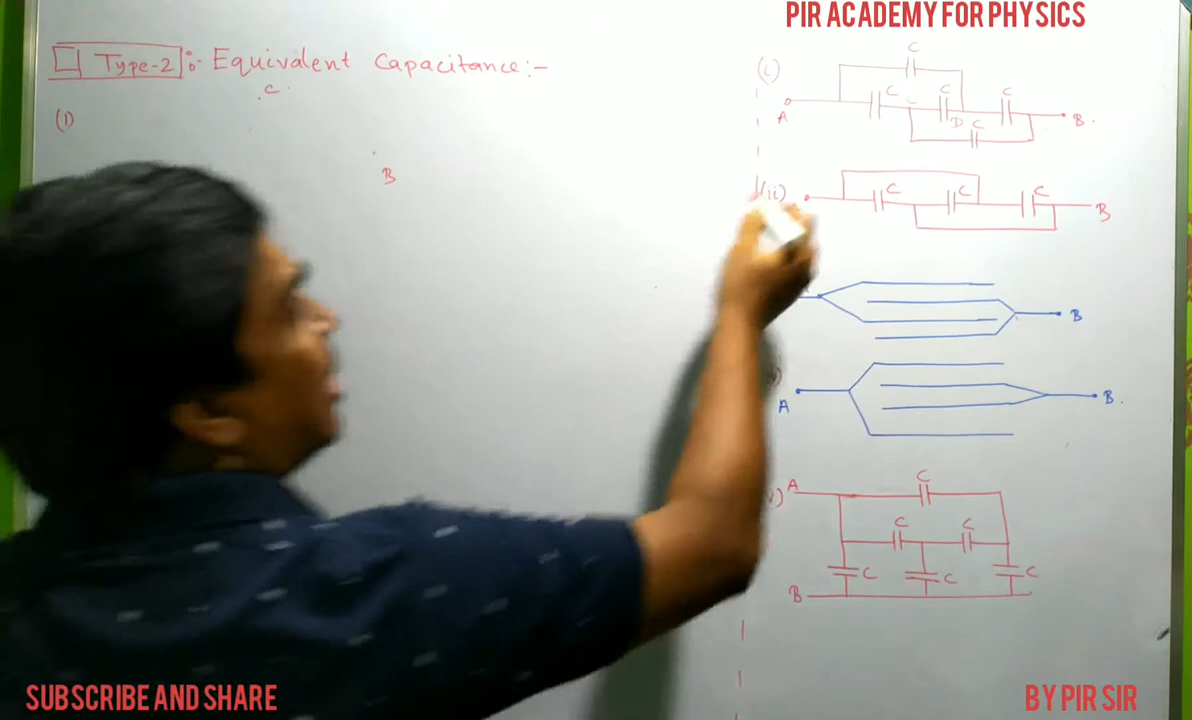 PIR ACADEMY FOR PHYSICS
Type-2 :- Equivalent Capacitance:-
C
(1)
B
(i)
C
C
C
C
A
C
D
C
B.
(ii)
C
C
C
B
B
A
B.
A
C
C
C
C
C
C
B
SUBSCRIBE AND SHARE
BY PIR SIR